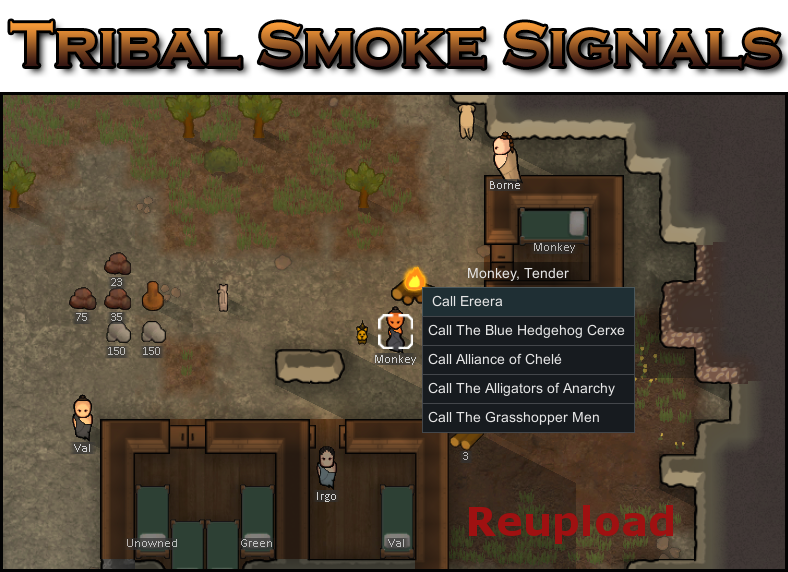 Tribal Smoke Signals
Borne
Monkey
Monkey, Tender
23
Call Ereera
75
35
Call The Blue Hedgehog Cerxe
150
150
Monkey
Call Alliance of Chelé
Call The Alligators of Anarchy
Call The Grasshopper Men
Val
3
Irgo
Reupload
Unowned
Green
Val